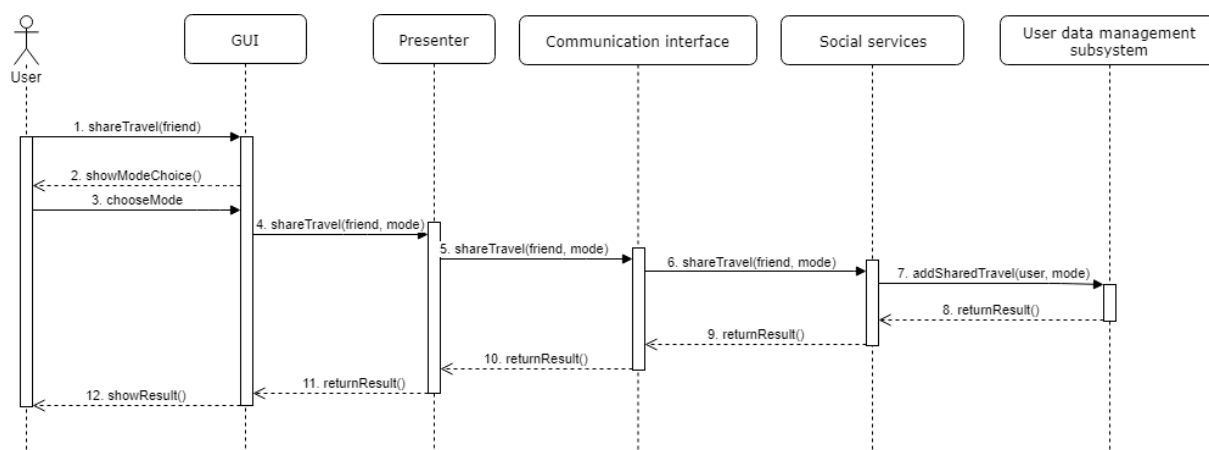 GUI
Presenter
Communication interface
Social services
User data management
subsystem
User
1. shareTravel(friend)
2. showModeChoice()
3. chooseMode
4. shareTravel(friend, mode)
5. shareTravel(friend, mode)
6. shareTravel(friend, mode)
7. addSharedTravel(user, mode)
8. returnResult()
9. returnResult()
10. returnResult()
11. returnResult()
12. showResult()